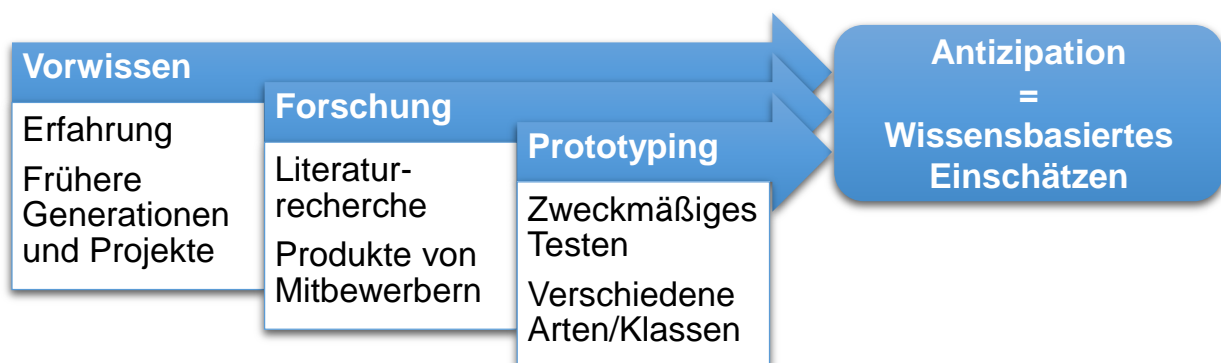 Vorwissen
Erfahrung
Frühere
Generationen
und Projekte
Forschung
Literatur-
recherche
Produkte von
Mitbewerbern
Prototyping
Zweckmäßiges
Testen
Verschiedene
Arten/Klassen
Antizipation
=
Wissensbasiertes
Einschätzen